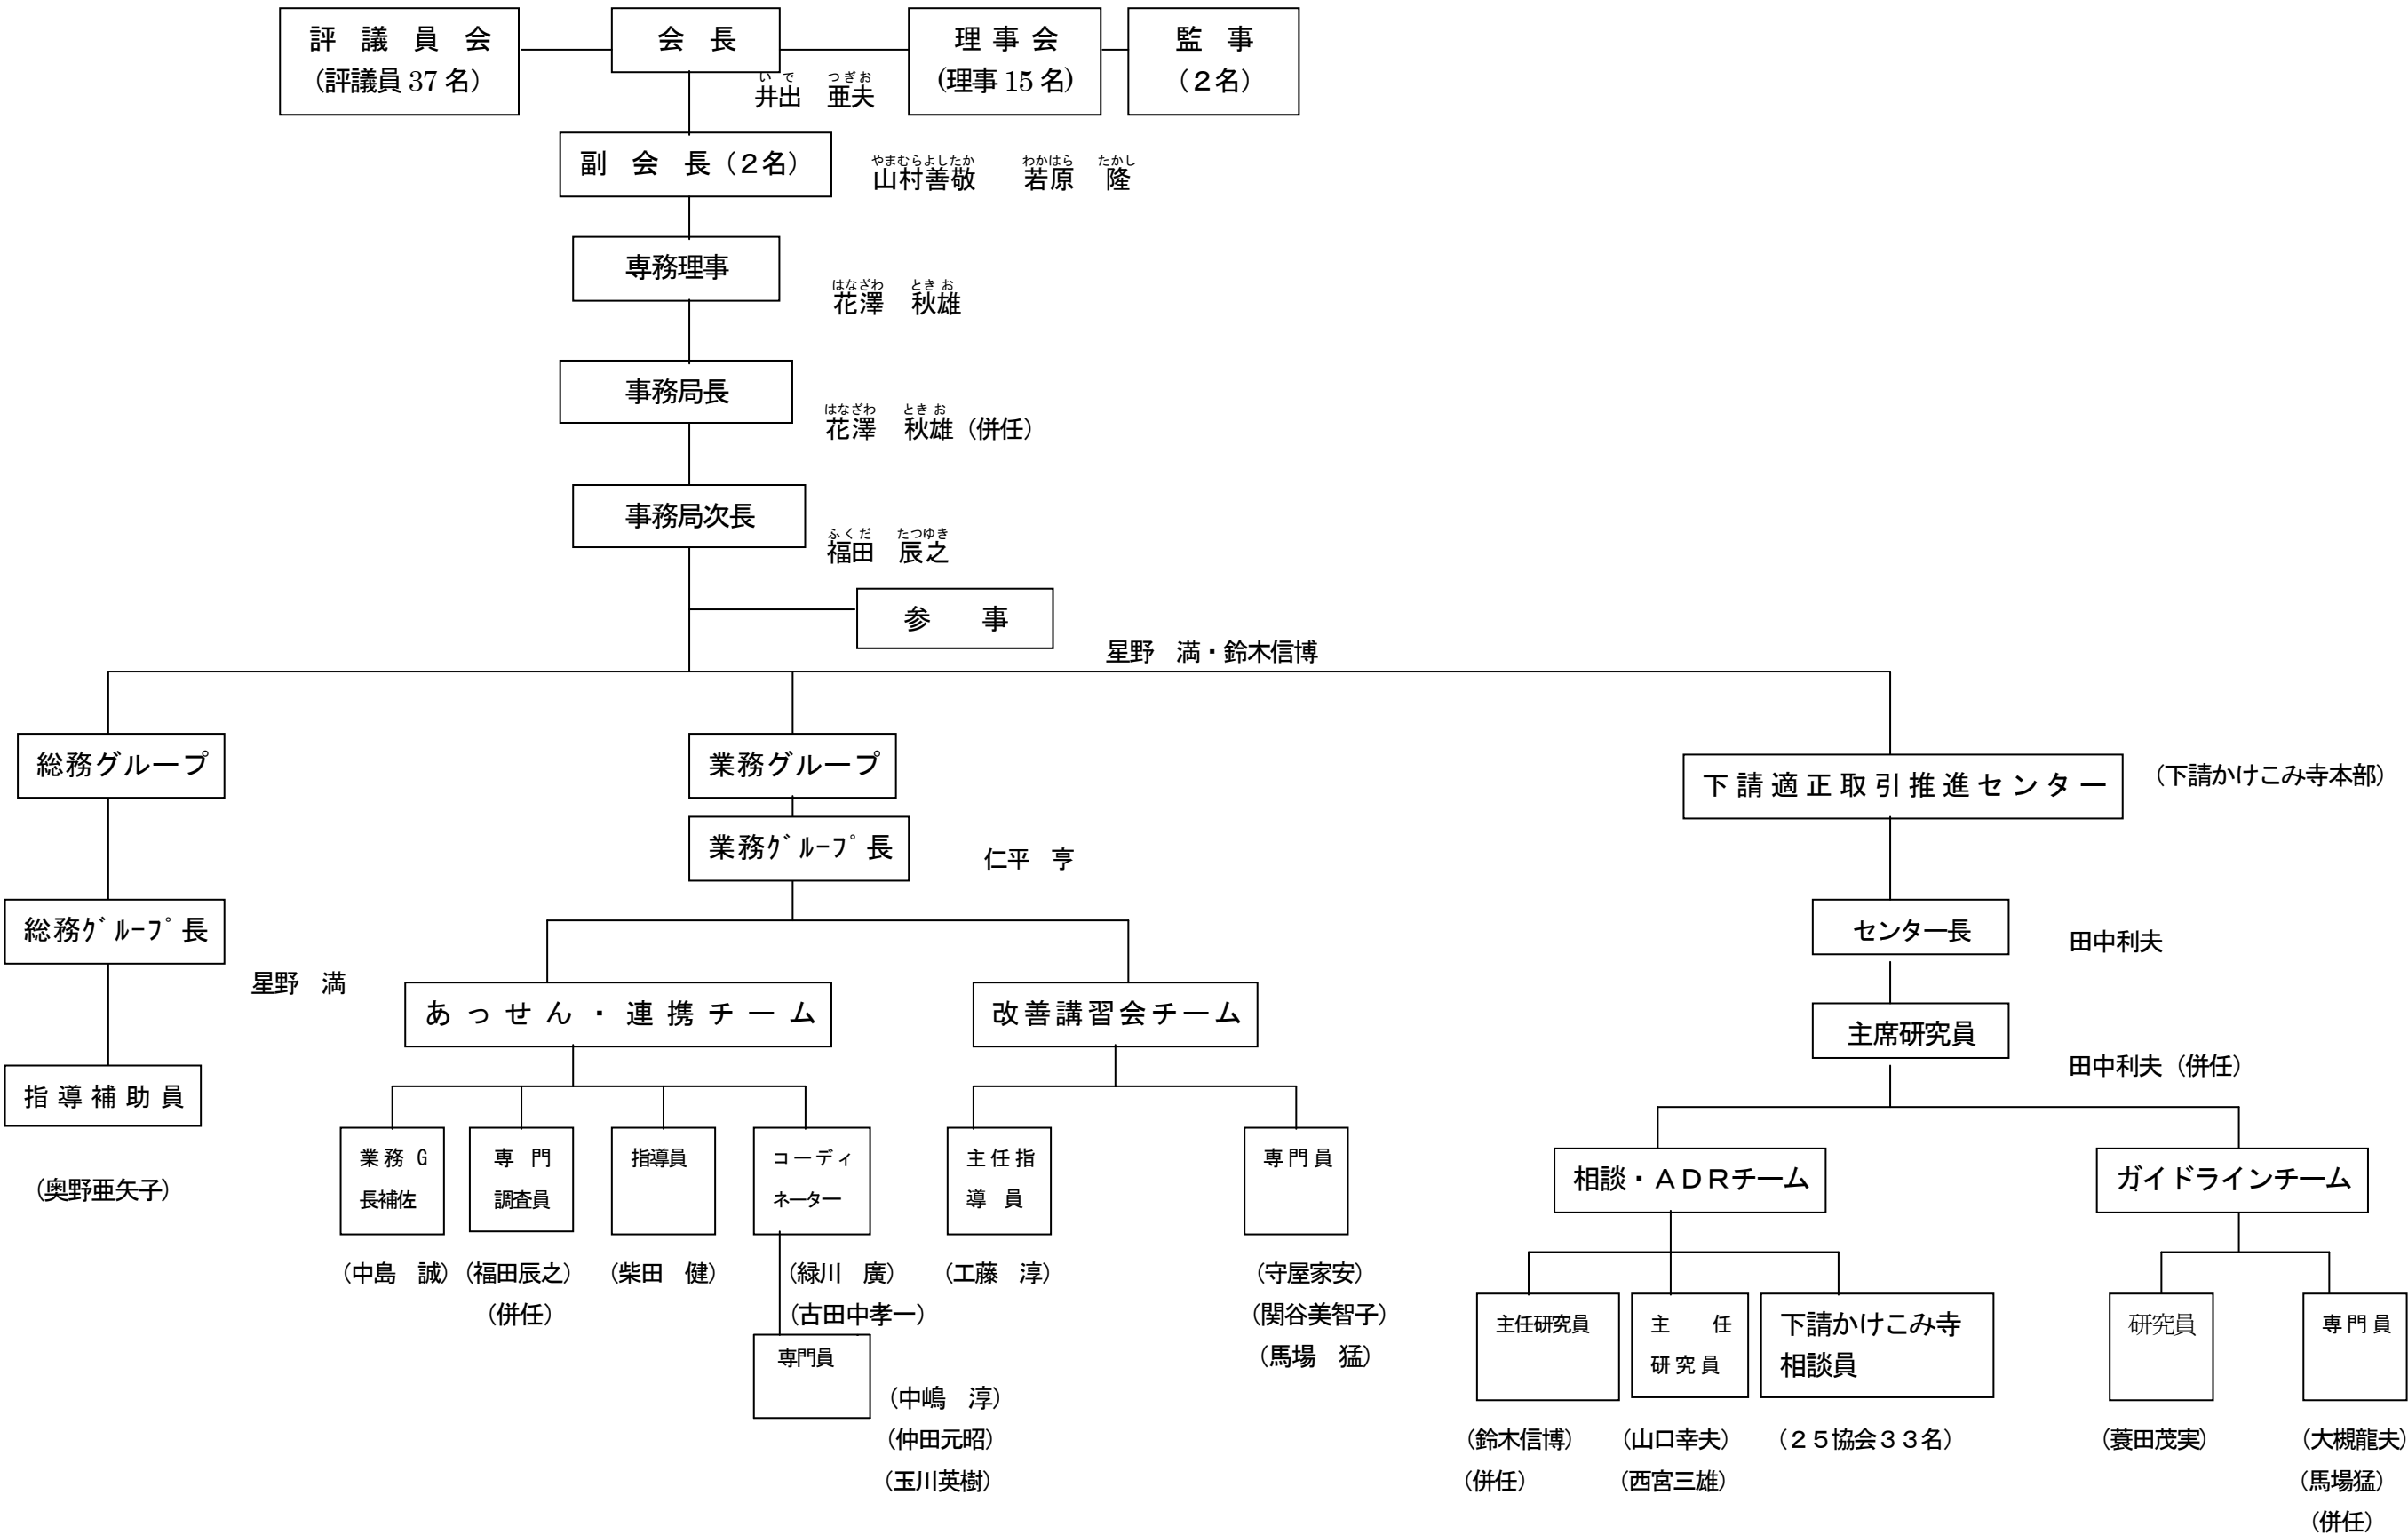 評　議　員　会
（評議員 37 名）
会　長
いで　つぎお
井出　亜夫
理 事 会
(理事 15 名)
監　事
（２名）
副　会　長（２名）
やまむらよしたか　わかはら　たかし
山村善敬　若原　隆
専務理事
はなざわ　ときお
花澤　秋雄
事務局長
はなざわ　ときお
花澤　秋雄（併任）
事務局次長
ふくだ　たつゆき
福田　辰之
参　　事
星野　満・鈴木信博
総務グループ
業務グループ
下請適正取引推進センター
（下請かけこみ寺本部）
業務ｸﾞﾙｰﾌﾟ長
仁平　亨
総務ｸﾞﾙｰﾌﾟ長
星野　満
センター長
田中利夫
あっせん・連携チーム
改善講習会チーム
主席研究員
田中利夫（併任）
指導補助員
（奥野亜矢子）
業務 G
長補佐
（中島　誠）
専　門
調査員
（福田辰之）
（併任）
指導員
（柴田　健）
コーディ
ネーター
（緑川　廣）
（古田中孝一）
専門員
（中嶋　淳）
（仲田元昭）
（玉川英樹）
主任指
導　員
（工藤　淳）
専門員
（守屋家安）
（関谷美智子）
（馬場　猛）
相談・ＡＤＲチーム
ガイドラインチーム
主任研究員
（鈴木信博）
（併任）
主　　任
研究員
（山口幸夫）
（西宮三雄）
下請かけこみ寺
相談員
（２５協会３３名）
研究員
（蓑田茂実）
専門員
（大槻龍夫）
（馬場猛）
（併任）